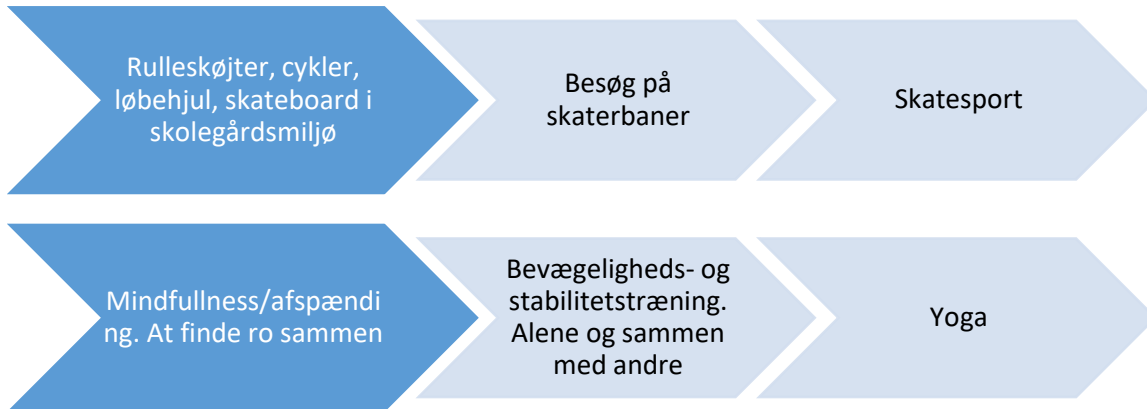 Rulleskøjter, cykler,
løbehjul, skateboard i
skolegårdsmiljø
Besøg på
skaterbaner
Skatesport
Mindfullness/afspændi
ng. At finde ro sammen
Bevægeligheds- og
stabilitetstræning.
Alene og sammen
med andre
Yoga